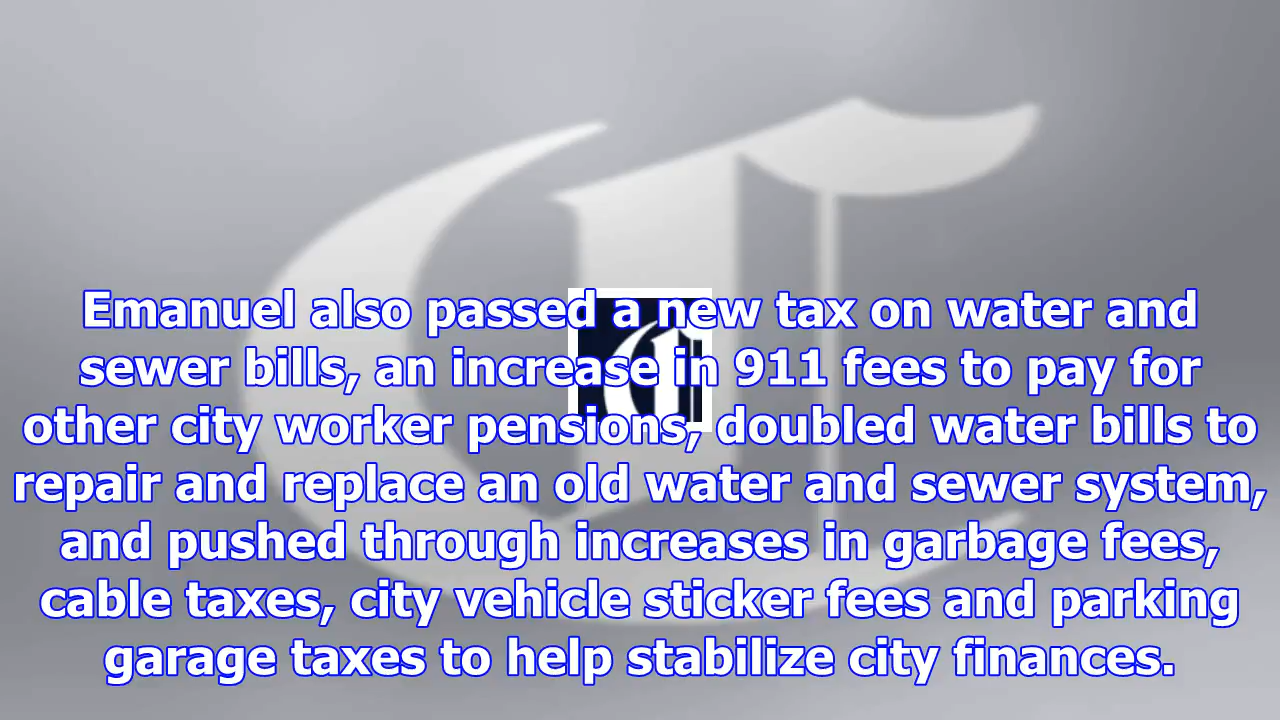 Emanuel also passed a new tax on water and
sewer bills, an increase in 911 fees to pay for
other city worker pensions, doubled water bills to
repair and replace an old water and sewer system,
and pushed through increases in garbage fees,
cable taxes, city vehicle sticker fees and parking
garage taxes to help stabilize city finances.